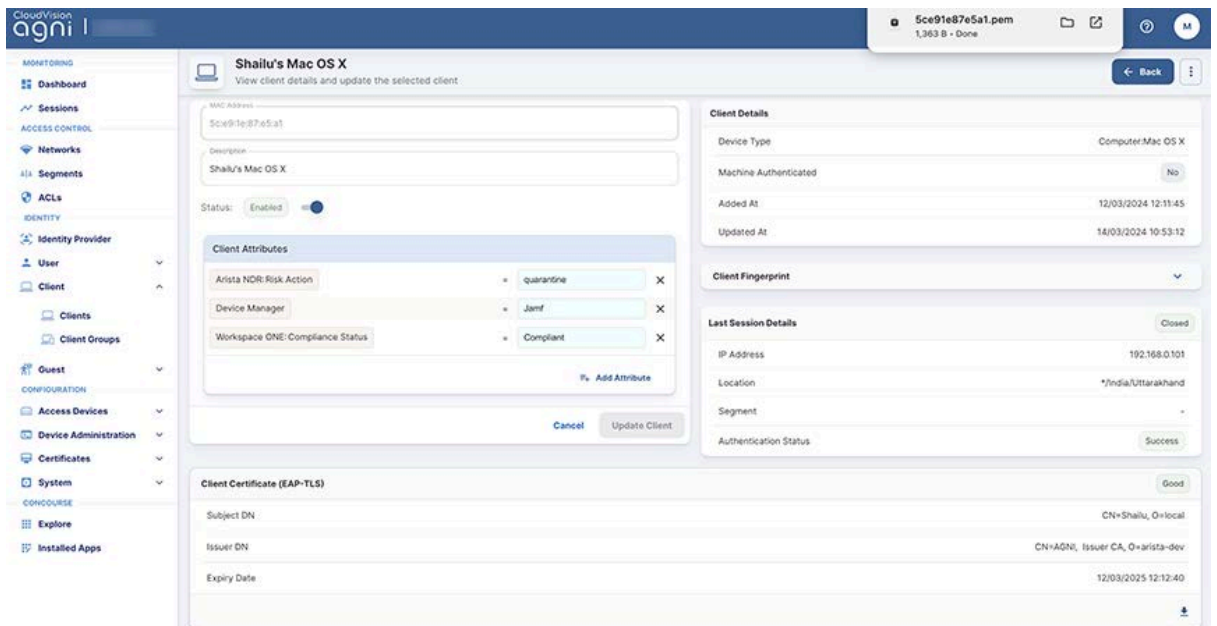 CloudVision
agni |
5ce91e87e5a1.pem
1,363 B • Done
M
MONITORING
Dashboard
Sessions
ACCESS CONTROL
Networks
Segments
ACLs
IDENTITY
Identity Provider
User
Client
Clients
Client Groups
Guest
CONFIGURATION
Access Devices
Device Administration
Certificates
System
CONCOURSE
Explore
Installed Apps
Shailu's Mac OS X
View client details and update the selected client
← Back
MAC Address
5c:e9:1e:87:e5:a1
Description
Shailu's Mac OS X
Status: Enabled
Client Attributes
Arista NDR:Risk Action = quarantine ✕
Device Manager = Jamf ✕
Workspace ONE:Compliance Status = Compliant ✕
Add Attribute
Cancel Update Client
Client Details
Device Type Computer:Mac OS X
Machine Authenticated No
Added At 12/03/2024 12:11:45
Updated At 14/03/2024 10:53:12
Client Fingerprint
Last Session Details Closed
IP Address 192.168.0.101
Location */India/Uttarakhand
Segment -
Authentication Status Success
Client Certificate (EAP-TLS) Good
Subject DN CN=Shailu, O=local
Issuer DN CN=AGNI, Issuer CA, O=arista-dev
Expiry Date 12/03/2025 12:12:40